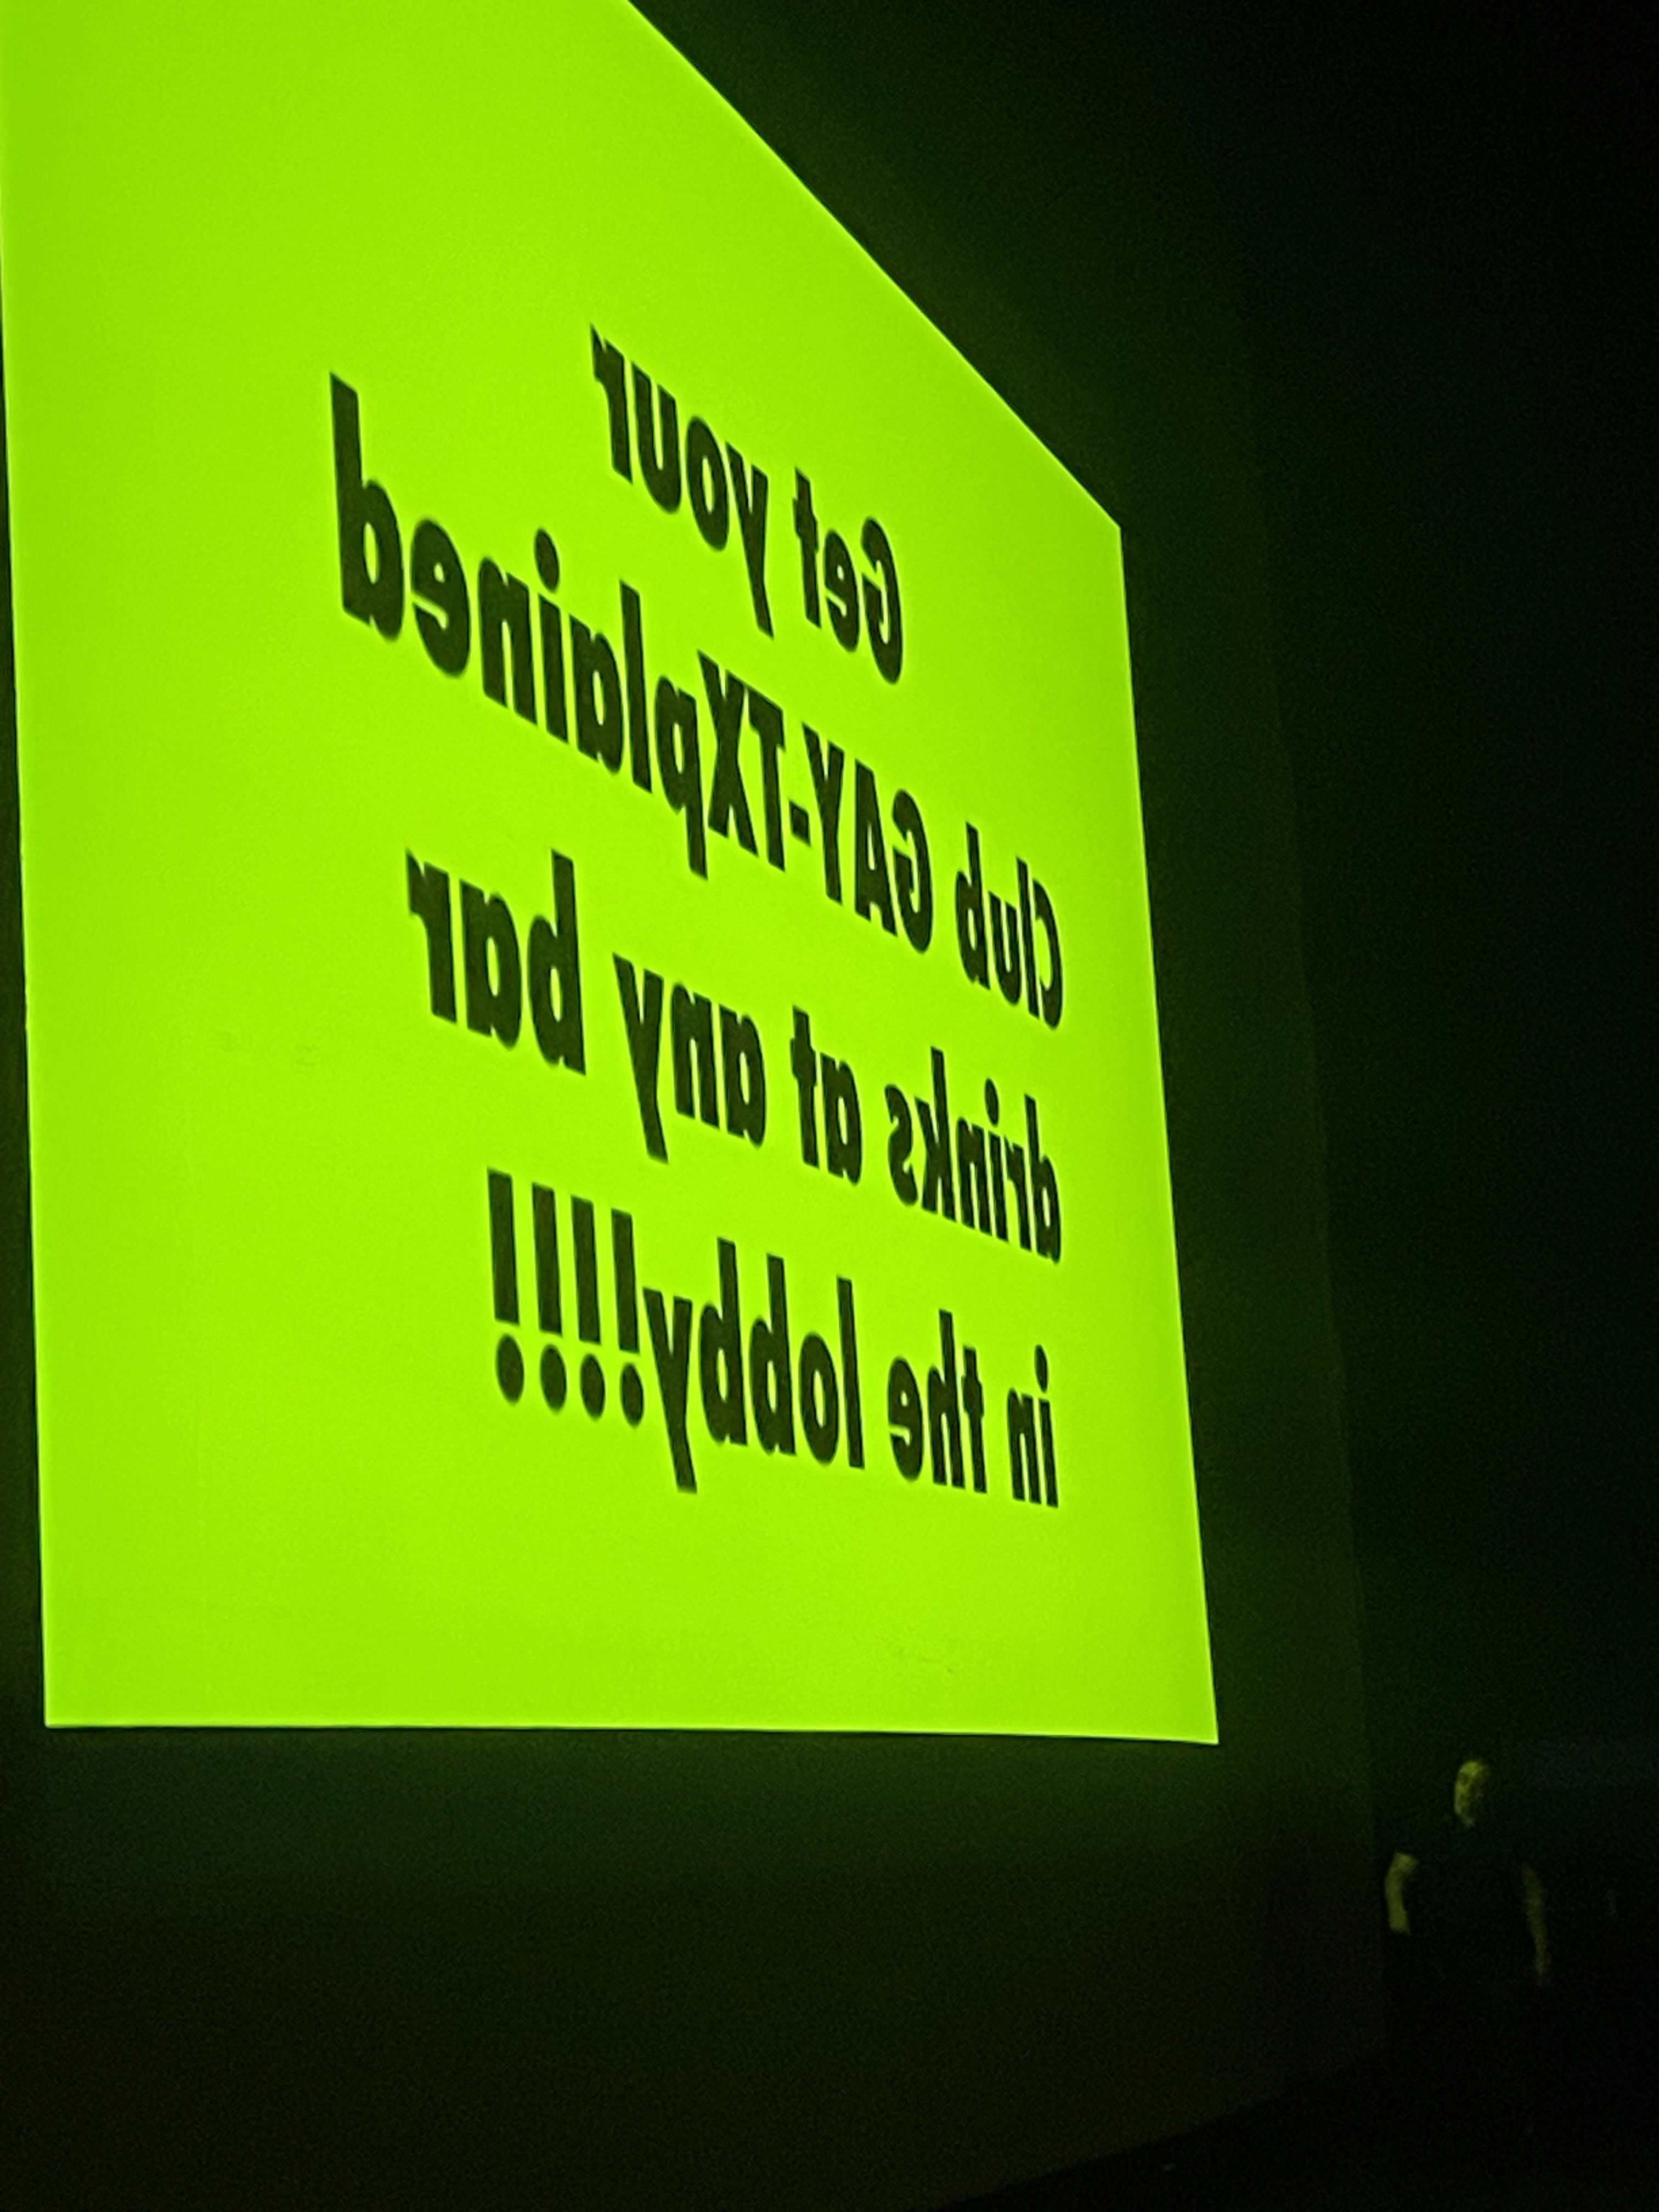 Get your
Club GAY-TXplained
drinks at any bar
in the lobby!!!!